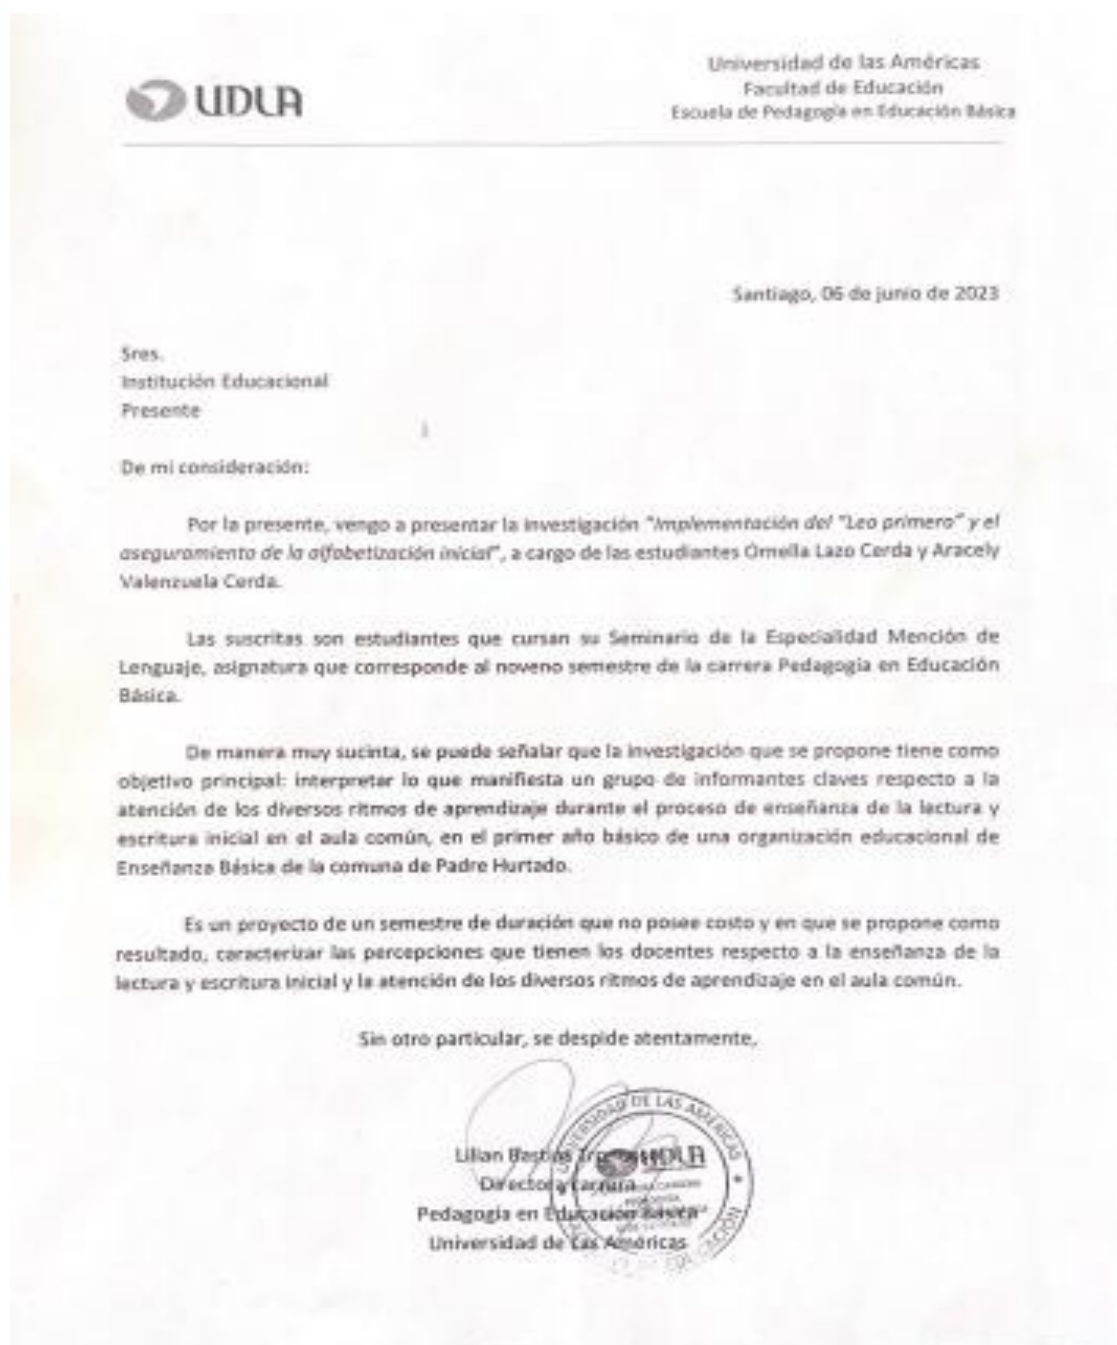 UDLA
Universidad de las Américas
Facultad de Educación
Escuela de Pedagogía en Educación Básica
Santiago, 06 de junio de 2023
Sres.
Institución Educacional
Presente
De mi consideración:
Por la presente, vengo a presentar la investigación "Implementación del "Leo primero" y el
aseguramiento de la alfabetización inicial", a cargo de las estudiantes Ornella Lazo Cerda y Aracely
Valenzuela Cerda.
Las suscritas son estudiantes que cursan su Seminario de la Especialidad Mención de
Lenguaje, asignatura que corresponde al noveno semestre de la carrera Pedagogía en Educación
Básica.
De manera muy sucinta, se puede señalar que la investigación que se propone tiene como
objetivo principal: interpretar lo que manifiesta un grupo de informantes claves respecto a la
atención de los diversos ritmos de aprendizaje durante el proceso de enseñanza de la lectura y
escritura inicial en el aula común, en el primer año básico de una organización educacional de
Enseñanza Básica de la comuna de Padre Hurtado.
Es un proyecto de un semestre de duración que no posee costo y en que se propone como
resultado, caracterizar las percepciones que tienen los docentes respecto a la enseñanza de la
lectura y escritura inicial y la atención de los diversos ritmos de aprendizaje en el aula común.
Sin otro particular, se despide atentamente,
UNIVERSIDAD DE LAS AMÉRICAS
UDLA
Lilian Bastías
Directora Carrera
Pedagogía en Educación Básica
Universidad de Las Américas